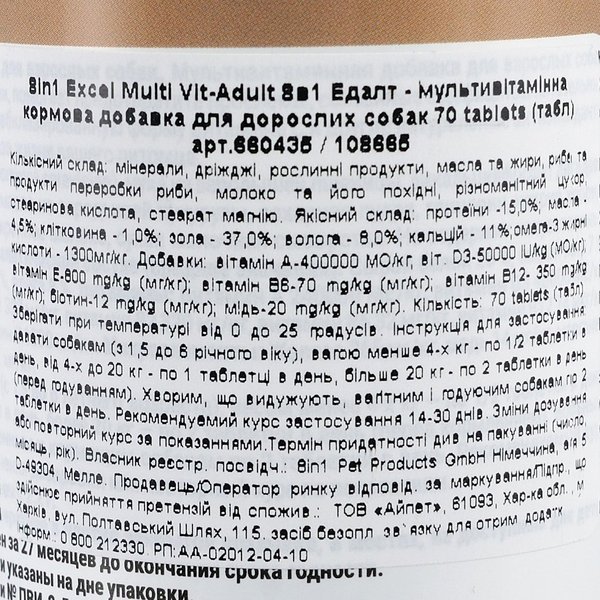 8in1 Excel Multi Vit-Adult 8в1 Едалт - мультивітамінна
кормова добавка для дорослих собак 70 tablets (табл)
арт.660435 / 108665
Кількісний склад: мінерали, дріжджі, рослинні продукти, масла та жири, риба та
продукти переробки риби, молоко та його похідні, різноманітний цукор,
стеаринова кислота, стеарат магнію. Якісний склад: протеїни -15,0%; масла -
4,5%; клітковина - 1,0%; зола - 37,0%; волога - 8,0%; кальцій - 11%;омега-3 жирні
кислоти - 1300мг/кг. Добавки: вітамін А-400000 МО/кг, віт. D3-50000 IU/kg (МО/кг);
вітамін Е-800 mg/kg (мг/кг); вітамін В6-70 mg/kg (мг/кг); вітамін В12- 350 mg/kg
(мг/кг); біотин-12 mg/kg (мг/кг); мідь-20 mg/kg (мг/кг). Кількість: 70 tablets (табл)
Зберігати при температурі від 0 до 25 градусів. Інструкція для застосування:
давати собакам (з 1,5 до 6 річного віку), вагою менше 4-х кг - по 1/2 таблетки в
день, від 4-х до 20 кг - по 1 таблетці в день, більше 20 кг - по 2 таблетки в день
(перед годуванням). Хворим, що видужують, вагітним і годуючим собакам по 2
таблетки в день. Рекомендуемий курс застосування 14-30 днів. Зміни дозування
або повторний курс за показаннями.Термін придатності див на пакуванні (число,
місяць, рік). Власник реєстр. посвідч.: 8in1 Pet Products GmbH Німеччина, а/я 5
D-49304, Мелле. Продавець/Оператор ринку відповід. за маркування/Підпр., що
здійснює прийняття претензій від спожив.: ТОВ «Айпет», 61093, Хар-ка обл., м
Харків, вул.Полтавський Шлях, 115. засіб безопл. зв`язку для отрим. додатк.
інформ.: 0 800 212330. РП:АА-02012-04-10
ен за 27 месяцев до окончания срока годности.
и указаны на дне упаковки.